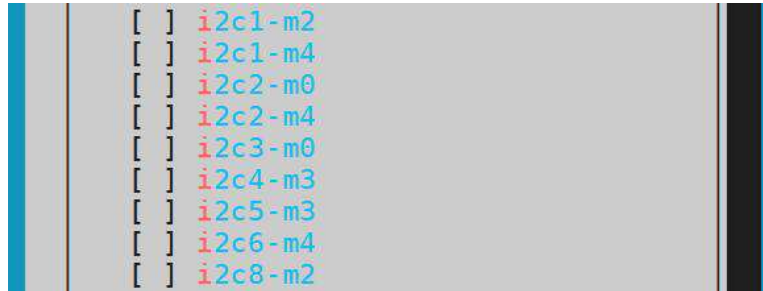 [ ] i2c1-m2
[ ] i2c1-m4
[ ] i2c2-m0
[ ] i2c2-m4
[ ] i2c3-m0
[ ] i2c4-m3
[ ] i2c5-m3
[ ] i2c6-m4
[ ] i2c8-m2